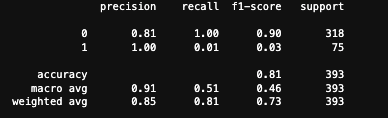 precision recall f1-score support
0 0.81 1.00 0.90 318
1 1.00 0.01 0.03 75
accuracy 0.81 393
macro avg 0.91 0.51 0.46 393
weighted avg 0.85 0.81 0.73 393